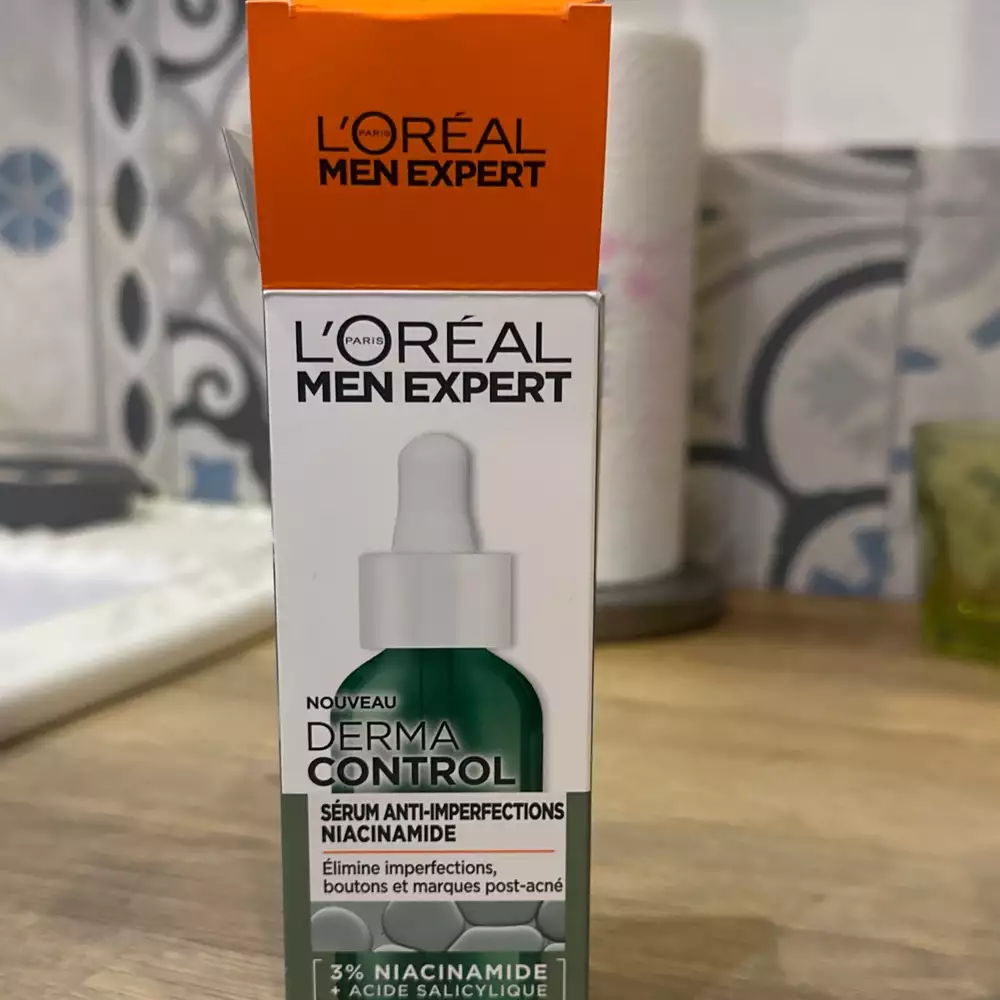 L'ORÉAL
PARIS
MEN EXPERT
L'ORÉAL
PARIS
MEN EXPERT
NOUVEAU
DERMA
CONTROL
SÉRUM ANTI-IMPERFECTIONS
NIACINAMIDE
Élimine imperfections,
boutons et marques post-acné
3% NIACINAMIDE
+ ACIDE SALICYLIQUE